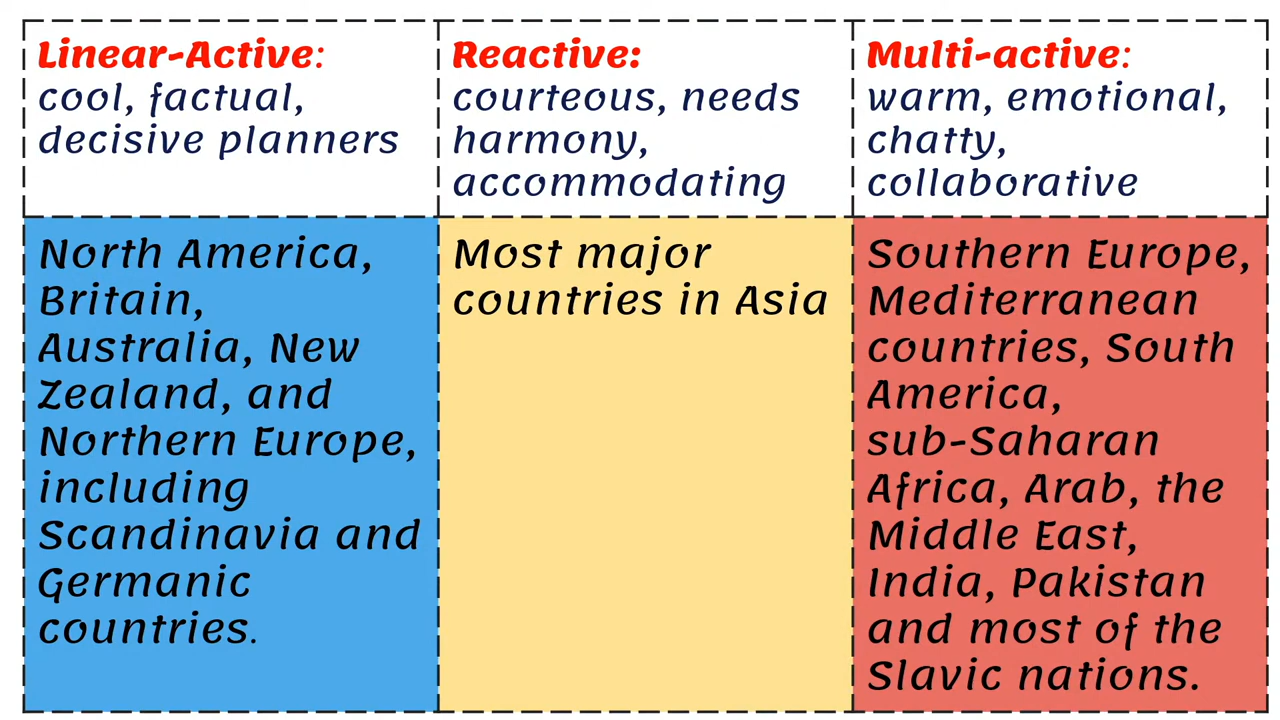 Linear-Active:
cool, factual,
decisive planners
Reactive:
courteous, needs
harmony,
accommodating
Multi-active:
warm, emotional,
chatty,
collaborative
North America,
Britain,
Australia, New
Zealand, and
Northern Europe,
including
Scandinavia and
Germanic
countries.
Most major
countries in Asia
Southern Europe,
Mediterranean
countries, South
America,
sub-Saharan
Africa, Arab, the
Middle East,
India, Pakistan
and most of the
Slavic nations.